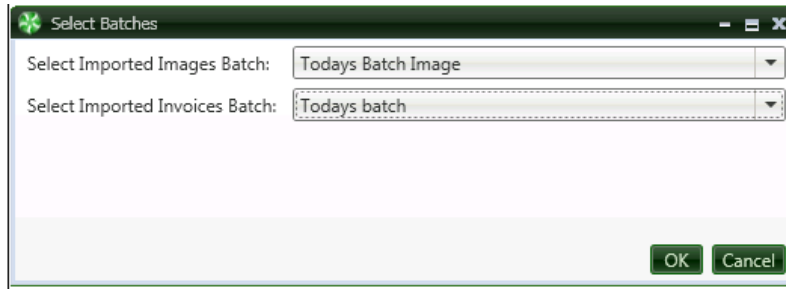 Select Batches
Select Imported Images Batch: Todays Batch Image
Select Imported Invoices Batch: Todays batch
OK Cancel